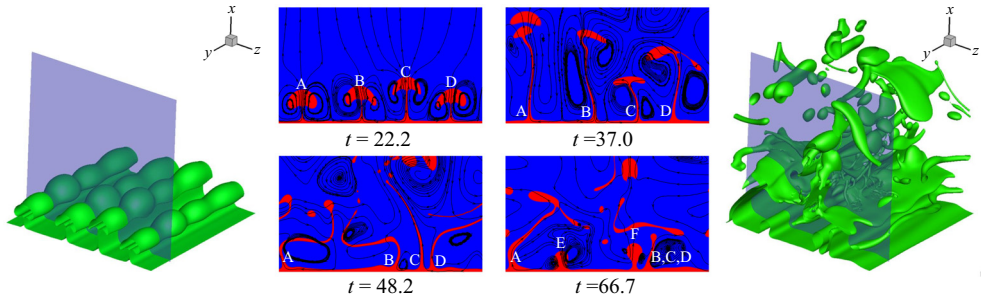 x
y
z
A
B
C
D
t = 22.2
A
B
C
D
t =37.0
A
B
C
D
t = 48.2
A
E
F
B,C,D
t =66.7
x
y
z